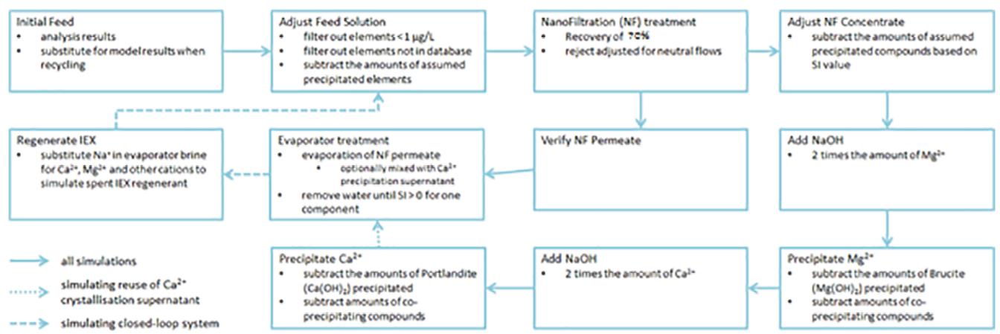 Initial Feed
• analysis results
• substitute for model results when
recycling
Adjust Feed Solution
• filter out elements <1 µg/L
• filter out elements not in database
• subtract the amounts of assumed
precipitated elements
NanoFiltration (NF) treatment
• Recovery of 70%
• reject adjusted for neutral flows
Adjust NF Concentrate
• subtract the amounts of assumed
precipitated compounds based on
SI value
Regenerate IEX
• substitute Na⁺ in evaporator brine
for Ca²⁺, Mg²⁺ and other cations to
simulate spent IEX regenerant
Evaporator treatment
• evaporation of NF permeate
• optionally mixed with Ca²⁺
precipitation supernatant
• remove water until SI > 0 for one
component
Verify NF Permeate
Add NaOH
• 2 times the amount of Mg²⁺
all simulations
simulating reuse of Ca²⁺
crystallisation supernatant
simulating closed-loop system
Precipitate Ca²⁺
• subtract the amounts of Portlandite
(Ca(OH)₂) precipitated
• subtract amounts of co-
precipitating compounds
Add NaOH
• 2 times the amount of Ca²⁺
Precipitate Mg²⁺
• subtract the amounts of Brucite
(Mg(OH)₂) precipitated
• subtract amounts of co-
precipitating compounds